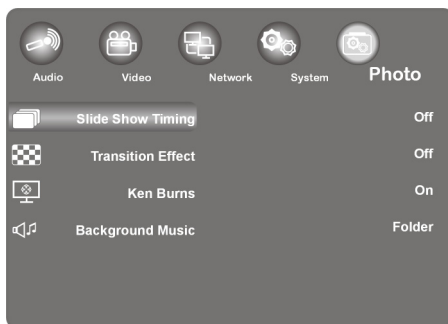 Audio Video Network System Photo
Slide Show Timing Off
Transition Effect Off
Ken Burns On
Background Music Folder